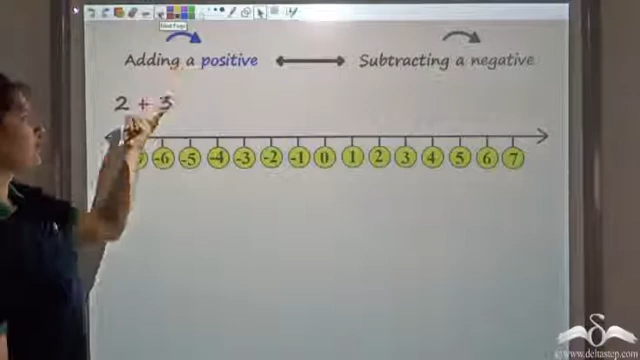 Adding a positive
Subtracting a negative
2 + 3
-6 -5 -4 -3 -2 -1 0 1 2 3 4 5 6 7
©www.deltastep.com